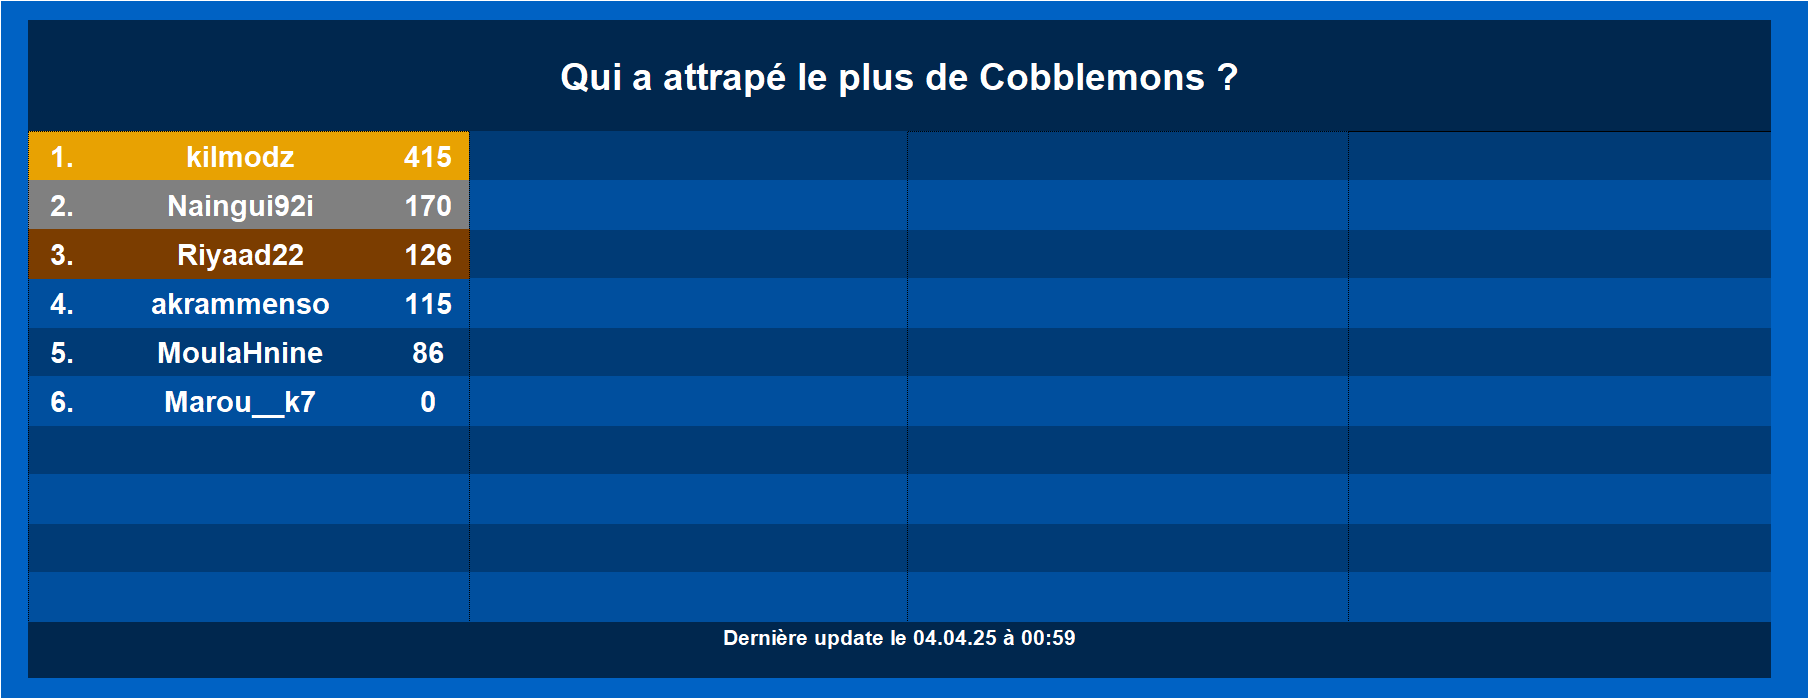 Qui a attrapé le plus de Cobblemons ?
1. kilmodz 415
2. Naingui92i 170
3. Riyaad22 126
4. akrammenso 115
5. MoulaHnine 86
6. Marou__k7 0
Dernière update le 04.04.25 à 00:59